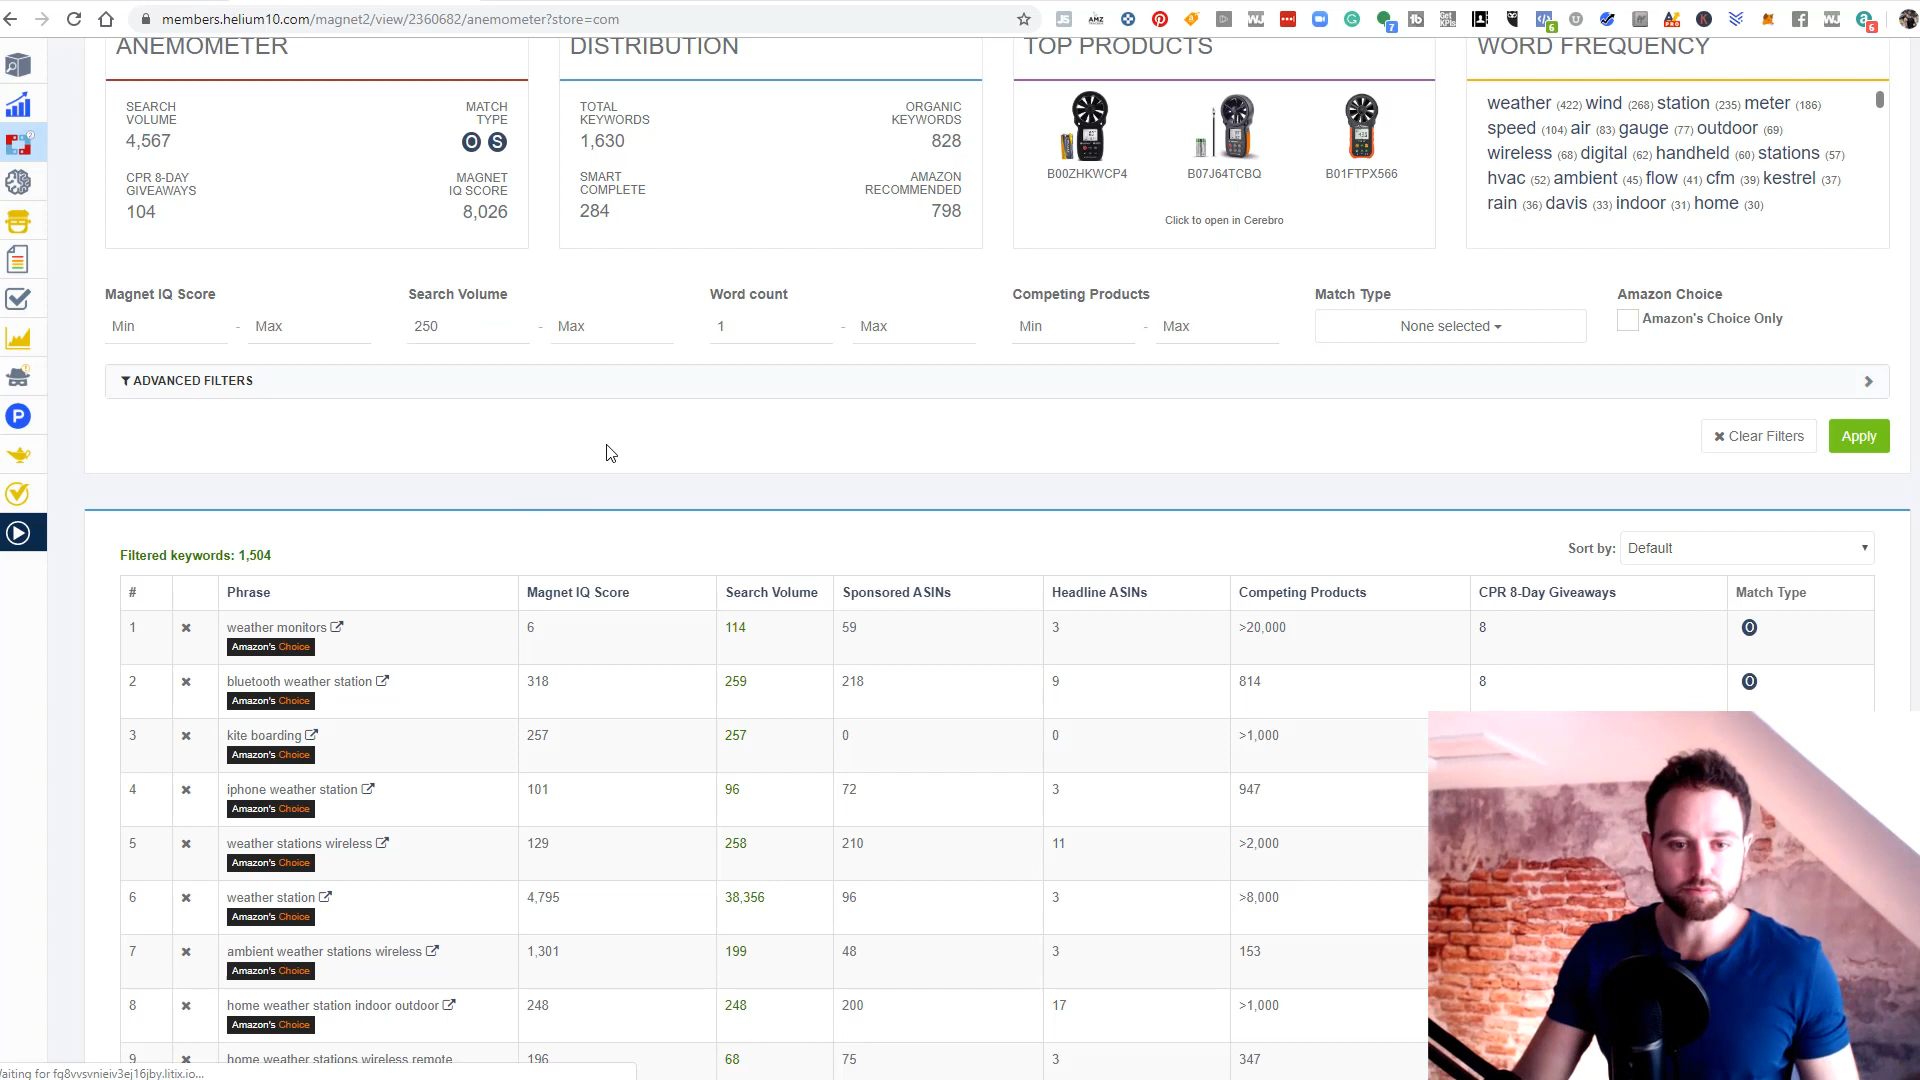 members.helium10.com/magnet2/view/2360682/anemometer?store=com
ANEMOMETER
SEARCH VOLUME
4,567
MATCH TYPE
O S
CPR 8-DAY GIVEAWAYS
104
MAGNET IQ SCORE
8,026
DISTRIBUTION
TOTAL KEYWORDS
1,630
ORGANIC KEYWORDS
828
SMART COMPLETE
284
AMAZON RECOMMENDED
798
TOP PRODUCTS
B00ZHKWCP4 B07J64TCBQ B01FTPX566
Click to open in Cerebro
WORD FREQUENCY
weather (422) wind (268) station (235) meter (186)
speed (104) air (83) gauge (77) outdoor (69)
wireless (68) digital (62) handheld (60) stations (57)
hvac (52) ambient (45) flow (41) cfm (39) kestrel (37)
rain (36) davis (33) indoor (31) home (30)
Magnet IQ Score Search Volume Word count Competing Products Match Type Amazon Choice
Min - Max 250 - Max 1 - Max Min - Max None selected Amazon's Choice Only
ADVANCED FILTERS
Clear Filters Apply
Filtered keywords: 1,504
Sort by: Default
# Phrase Magnet IQ Score Search Volume Sponsored ASINs Headline ASINs Competing Products CPR 8-Day Giveaways Match Type
1 weather monitors 6 114 59 3 >20,000 8 O
Amazon's Choice
2 bluetooth weather station 318 259 218 9 814 8 O
Amazon's Choice
3 kite boarding 257 257 0 0 >1,000
Amazon's Choice
4 iphone weather station 101 96 72 3 947
Amazon's Choice
5 weather stations wireless 129 258 210 11 >2,000
Amazon's Choice
6 weather station 4,795 38,356 96 3 >8,000
Amazon's Choice
7 ambient weather stations wireless 1,301 199 48 3 153
Amazon's Choice
8 home weather station indoor outdoor 248 248 200 17 >1,000
Amazon's Choice
9 home weather stations wireless remote 196 68 75 3 347